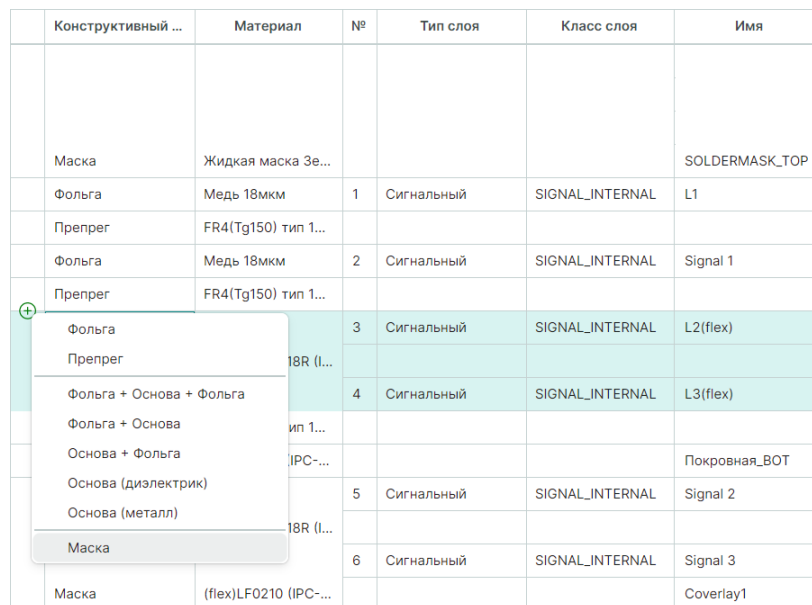 Конструктивный ... Материал № Тип слоя Класс слоя Имя
Маска Жидкая маска Зе... SOLDERMASK_TOP
Фольга Медь 18мкм 1 Сигнальный SIGNAL_INTERNAL L1
Препрег FR4(Tg150) тип 1...
Фольга Медь 18мкм 2 Сигнальный SIGNAL_INTERNAL Signal 1
Препрег FR4(Tg150) тип 1...
Фольга 3 Сигнальный SIGNAL_INTERNAL L2(flex)
Препрег 18R (I...
Фольга + Основа + Фольга 4 Сигнальный SIGNAL_INTERNAL L3(flex)
Фольга + Основа ип 1...
Основа + Фольга (IPC-... Покровная_BOT
Основа (диэлектрик) 5 Сигнальный SIGNAL_INTERNAL Signal 2
Основа (металл) 18R (I...
Маска 6 Сигнальный SIGNAL_INTERNAL Signal 3
Маска (flex)LF0210 (IPC-... Coverlay1